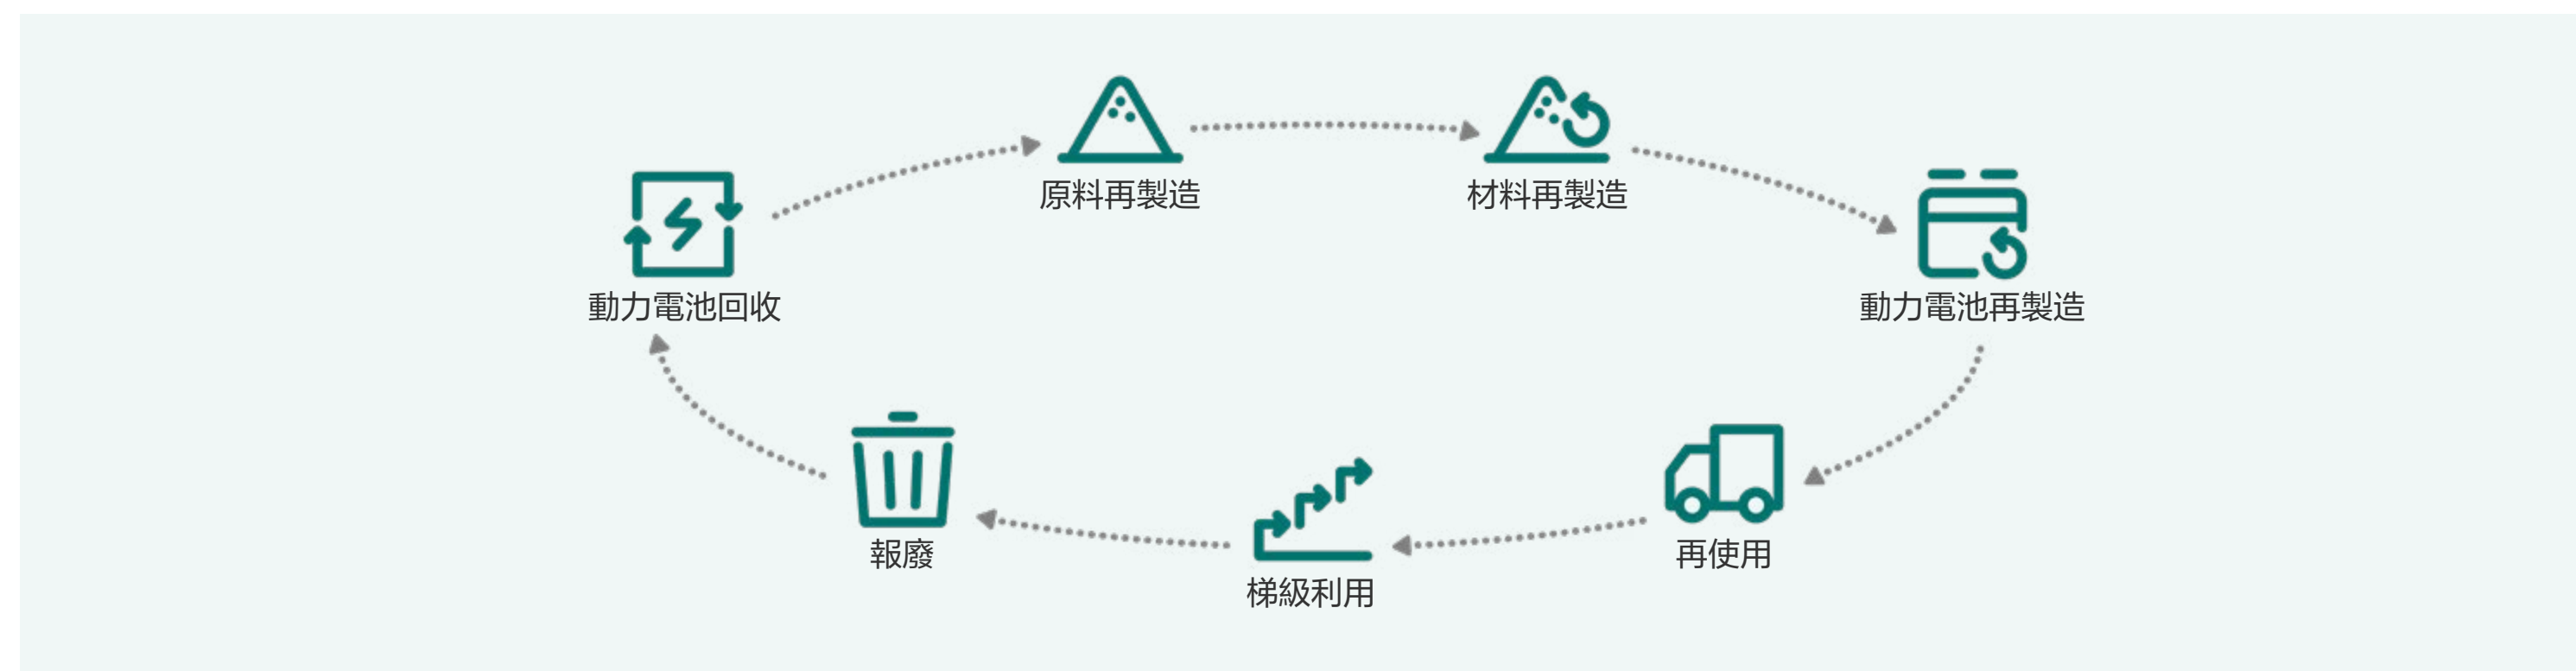 原料再製造
材料再製造
動力電池回收
動力電池再製造
報廢
再使用
梯級利用